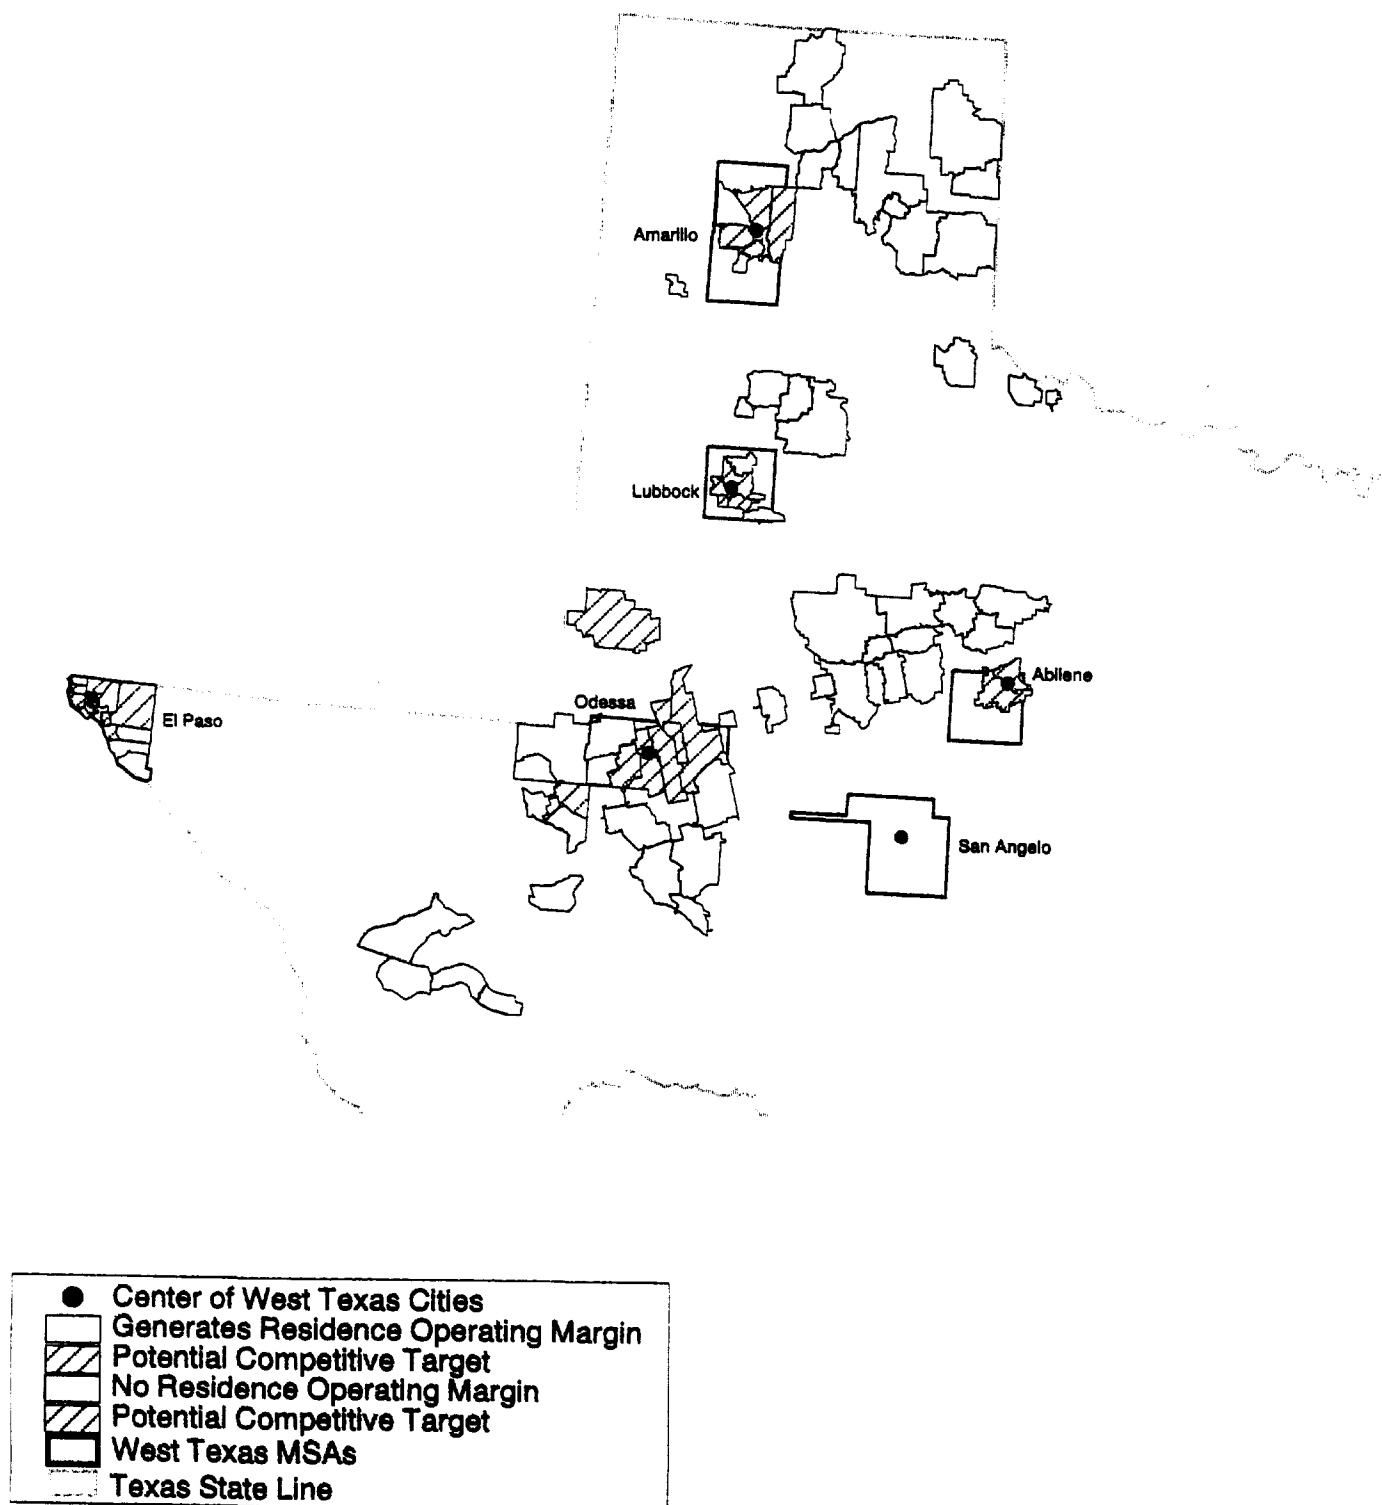 Amarillo
Lubbock
Abilene
Odessa
El Paso
San Angelo
Center of West Texas Cities
Generates Residence Operating Margin
Potential Competitive Target
No Residence Operating Margin
Potential Competitive Target
West Texas MSAs
Texas State Line